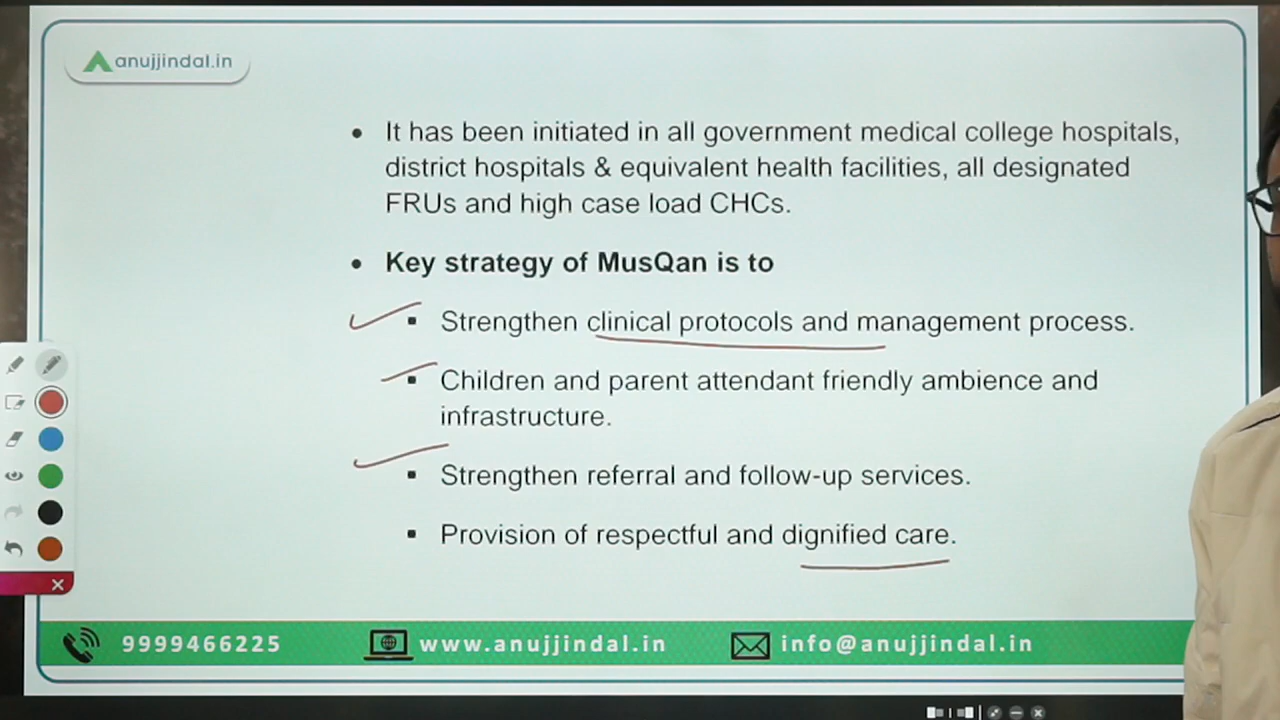 anujjindal.in
• It has been initiated in all government medical college hospitals,
district hospitals & equivalent health facilities, all designated
FRUs and high case load CHCs.
• Key strategy of MusQan is to
▪ Strengthen clinical protocols and management process.
▪ Children and parent attendant friendly ambience and
infrastructure.
▪ Strengthen referral and follow-up services.
▪ Provision of respectful and dignified care.
9999466225 www.anujjindal.in info@anujjindal.in